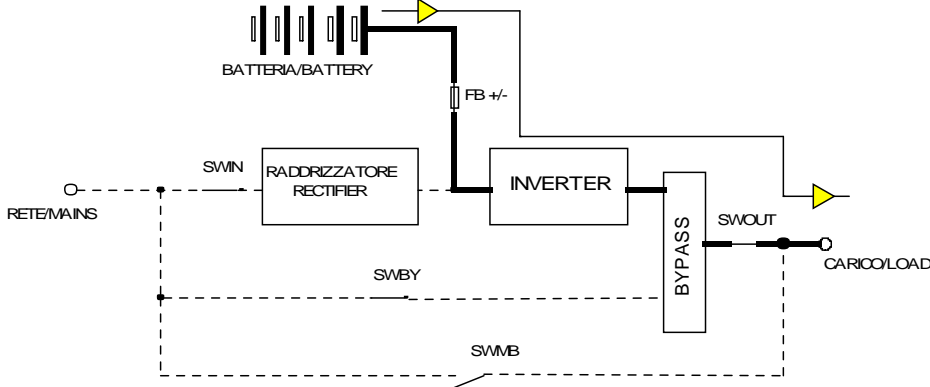 BATTERIA/BATTERY
FB +/-
SWIN
RADDRIZZATORE
RECTIFIER
INVERTER
RETE/MAINS
BYPASS
SWOUT
CARICO/LOAD
SWBY
SWMB